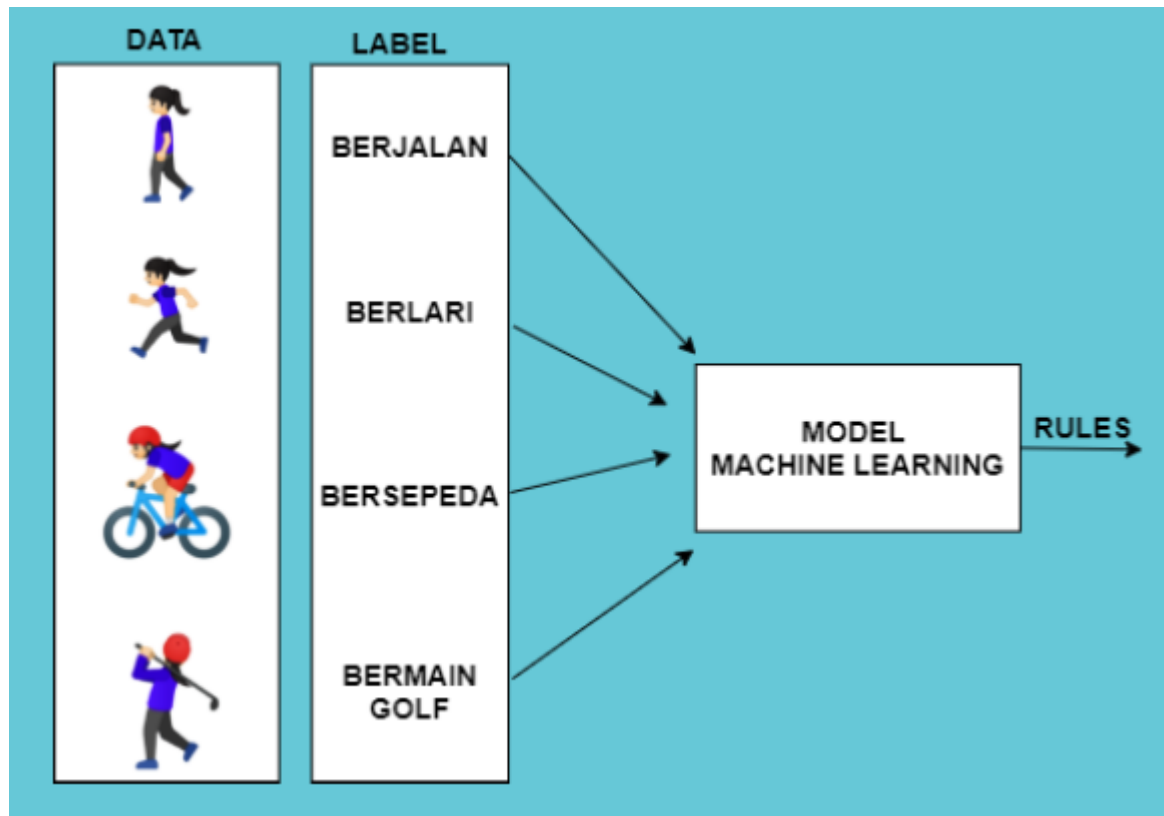 DATA
LABEL
BERJALAN
BERLARI
BERSEPEDA
BERMAIN
GOLF
MODEL
MACHINE LEARNING
RULES